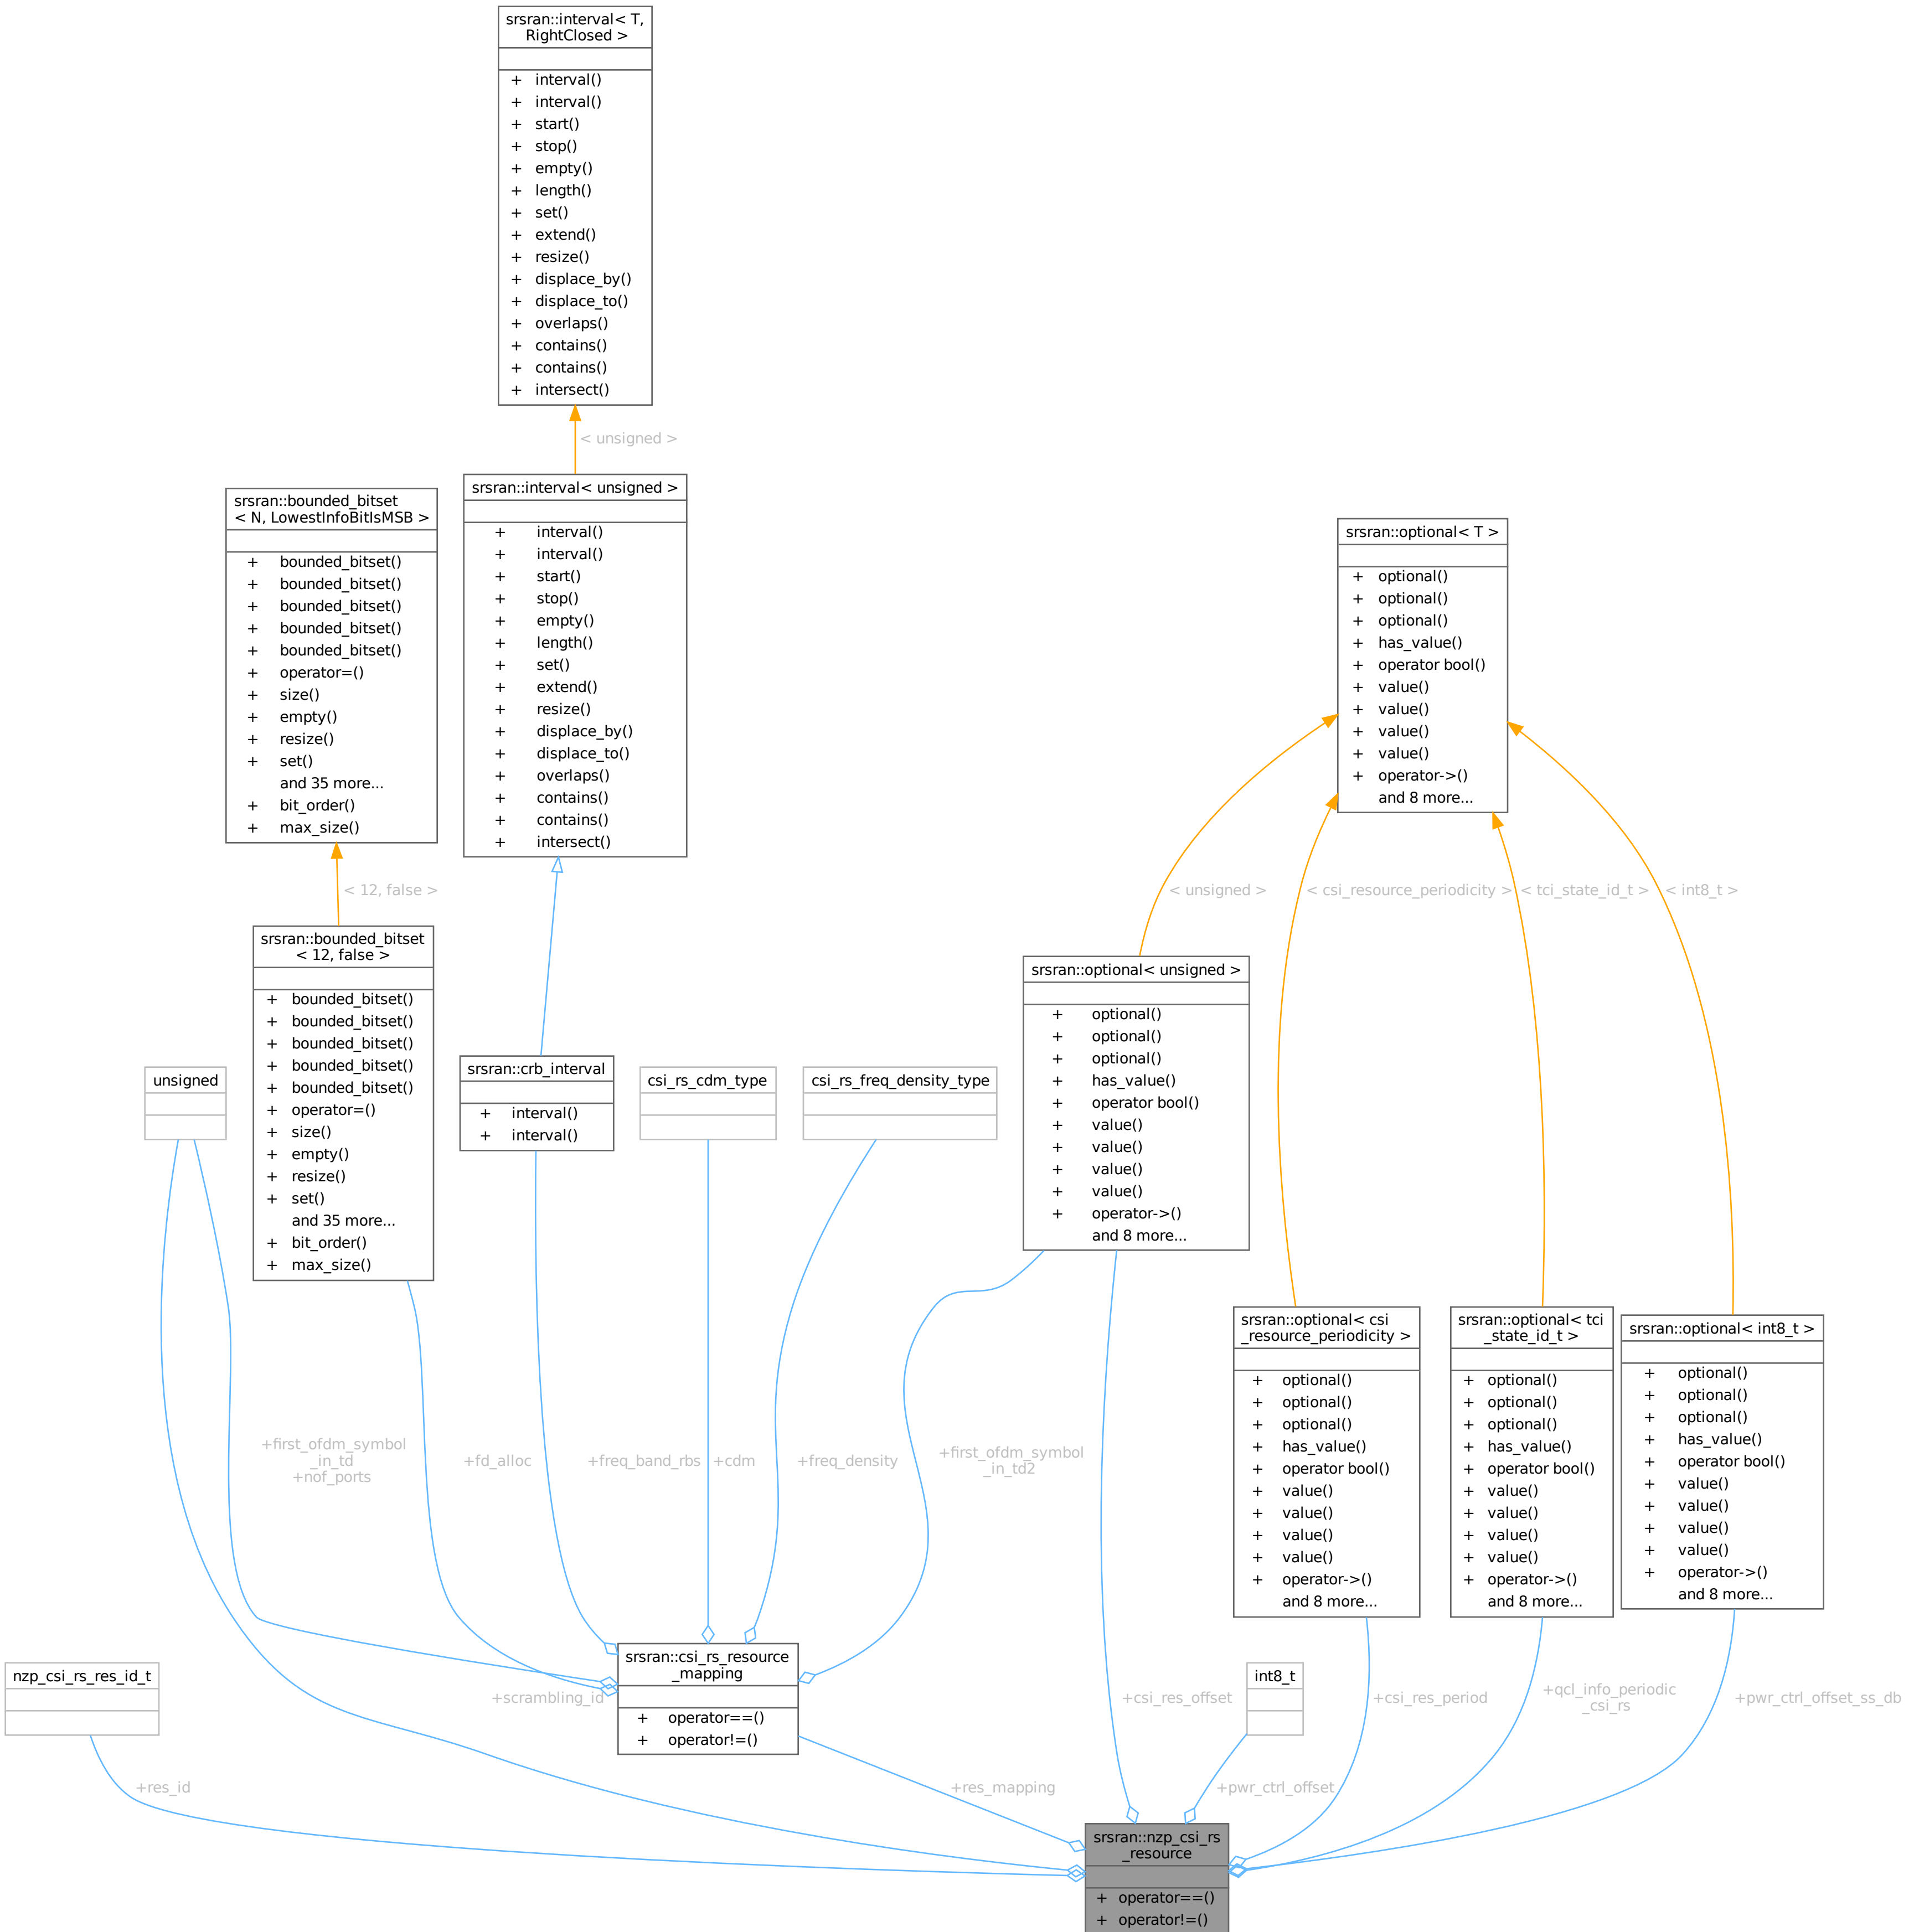 srsran::interval< T,
RightClosed >
+ interval()
+ interval()
+ start()
+ stop()
+ empty()
+ length()
+ set()
+ extend()
+ resize()
+ displace_by()
+ displace_to()
+ overlaps()
+ contains()
+ contains()
+ intersect()
< unsigned >
srsran::bounded_bitset
< N, LowestInfoBitIsMSB >
+ bounded_bitset()
+ bounded_bitset()
+ bounded_bitset()
+ bounded_bitset()
+ bounded_bitset()
+ operator=()
+ size()
+ empty()
+ resize()
+ set()
and 35 more...
+ bit_order()
+ max_size()
srsran::interval< unsigned >
+ interval()
+ interval()
+ start()
+ stop()
+ empty()
+ length()
+ set()
+ extend()
+ resize()
+ displace_by()
+ displace_to()
+ overlaps()
+ contains()
+ contains()
+ intersect()
srsran::optional< T >
+ optional()
+ optional()
+ optional()
+ has_value()
+ operator bool()
+ value()
+ value()
+ value()
+ value()
+ operator->()
and 8 more...
< 12, false >
< unsigned >
< csi_resource_periodicity >
< tci_state_id_t >
< int8_t >
srsran::bounded_bitset
< 12, false >
+ bounded_bitset()
+ bounded_bitset()
+ bounded_bitset()
+ bounded_bitset()
+ bounded_bitset()
+ operator=()
+ size()
+ empty()
+ resize()
+ set()
and 35 more...
+ bit_order()
+ max_size()
unsigned
srsran::crb_interval
+ interval()
+ interval()
csi_rs_cdm_type
csi_rs_freq_density_type
srsran::optional< unsigned >
+ optional()
+ optional()
+ optional()
+ has_value()
+ operator bool()
+ value()
+ value()
+ value()
+ value()
+ operator->()
and 8 more...
srsran::optional< csi
_resource_periodicity >
+ optional()
+ optional()
+ optional()
+ has_value()
+ operator bool()
+ value()
+ value()
+ value()
+ value()
+ operator->()
and 8 more...
srsran::optional< tci
_state_id_t >
+ optional()
+ optional()
+ optional()
+ has_value()
+ operator bool()
+ value()
+ value()
+ value()
+ value()
+ operator->()
and 8 more...
srsran::optional< int8_t >
+ optional()
+ optional()
+ optional()
+ has_value()
+ operator bool()
+ value()
+ value()
+ value()
+ value()
+ operator->()
and 8 more...
+first_ofdm_symbol
_in_td
+nof_ports
+fd_alloc
+freq_band_rbs
+cdm
+freq_density
+first_ofdm_symbol
_in_td2
nzp_csi_rs_res_id_t
+scrambling_id
srsran::csi_rs_resource
_mapping
+ operator==()
+ operator!=()
+csi_res_offset
int8_t
+csi_res_period
+qcl_info_periodic
_csi_rs
+pwr_ctrl_offset_ss_db
+res_id
+res_mapping
+pwr_ctrl_offset
srsran::nzp_csi_rs
_resource
+ operator==()
+ operator!=()